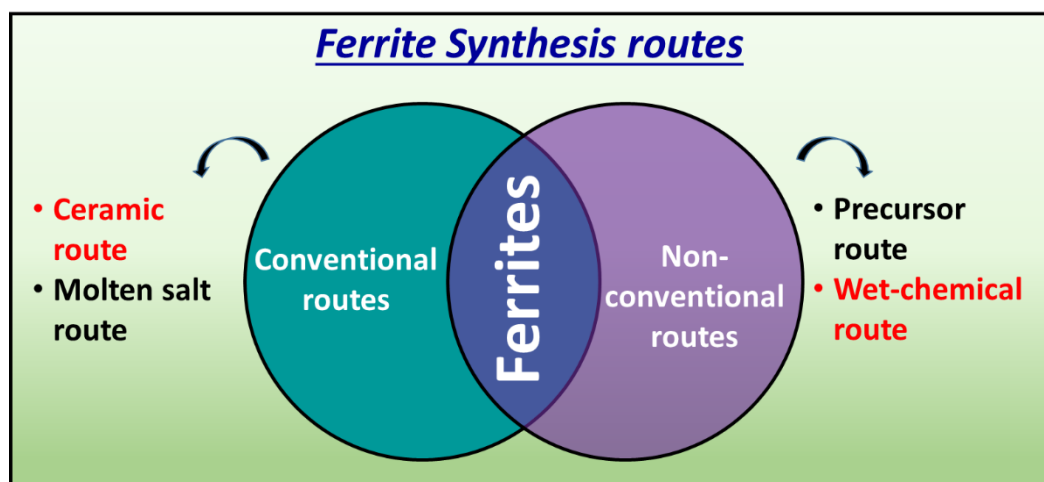 Ferrite Synthesis routes
• Ceramic
route
• Molten salt
route
Conventional
routes
Ferrites
Non-
conventional
routes
• Precursor
route
• Wet-chemical
route